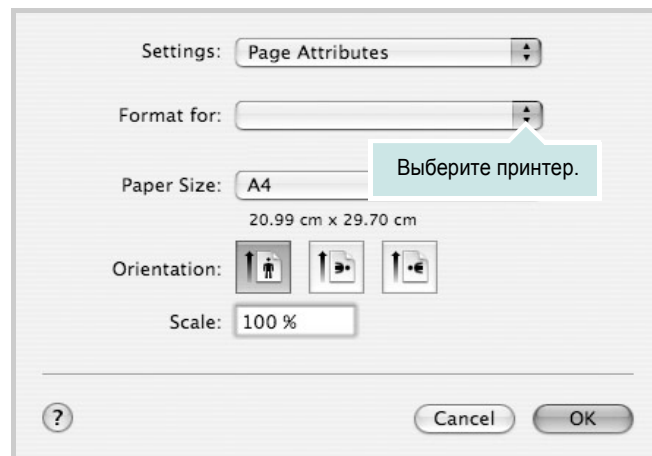 Settings: Page Attributes
Format for:
Выберите принтер.
Paper Size: A4
20.99 cm x 29.70 cm
Orientation:
Scale: 100 %
? Cancel OK